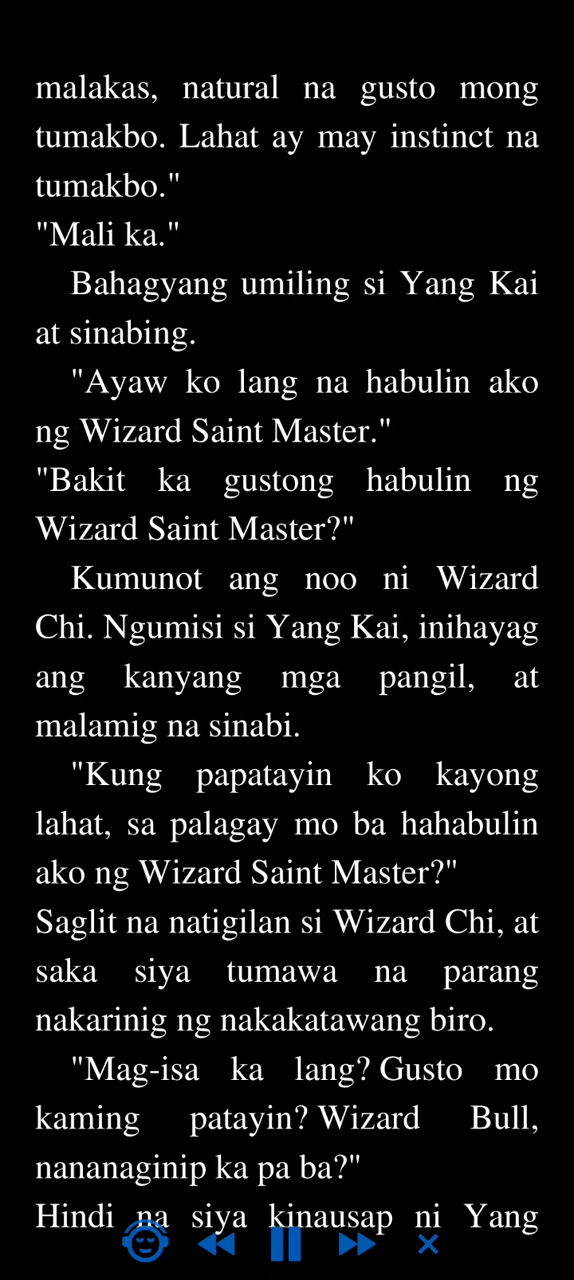 malakas, natural na gusto mong
tumakbo. Lahat ay may instinct na
tumakbo."
"Mali ka."
Bahagyang umiling si Yang Kai
at sinabing.
"Ayaw ko lang na habulin ako
ng Wizard Saint Master."
"Bakit ka gustong habulin ng
Wizard Saint Master?"
Kumunot ang noo ni Wizard
Chi. Ngumisi si Yang Kai, inihayag
ang kanyang mga pangil, at
malamig na sinabi.
"Kung papatayin ko kayong
lahat, sa palagay mo ba hahabulin
ako ng Wizard Saint Master?"
Saglit na natigilan si Wizard Chi, at
saka siya tumawa na parang
nakarinig ng nakakatawang biro.
"Mag-isa ka lang? Gusto mo
kaming patayin? Wizard Bull,
nananaginip ka pa ba?"
Hindi na siya kinausap ni Yang